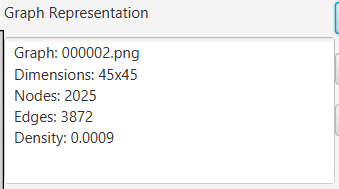 Graph Representation
Graph: 000002.png
Dimensions: 45x45
Nodes: 2025
Edges: 3872
Density: 0.0009